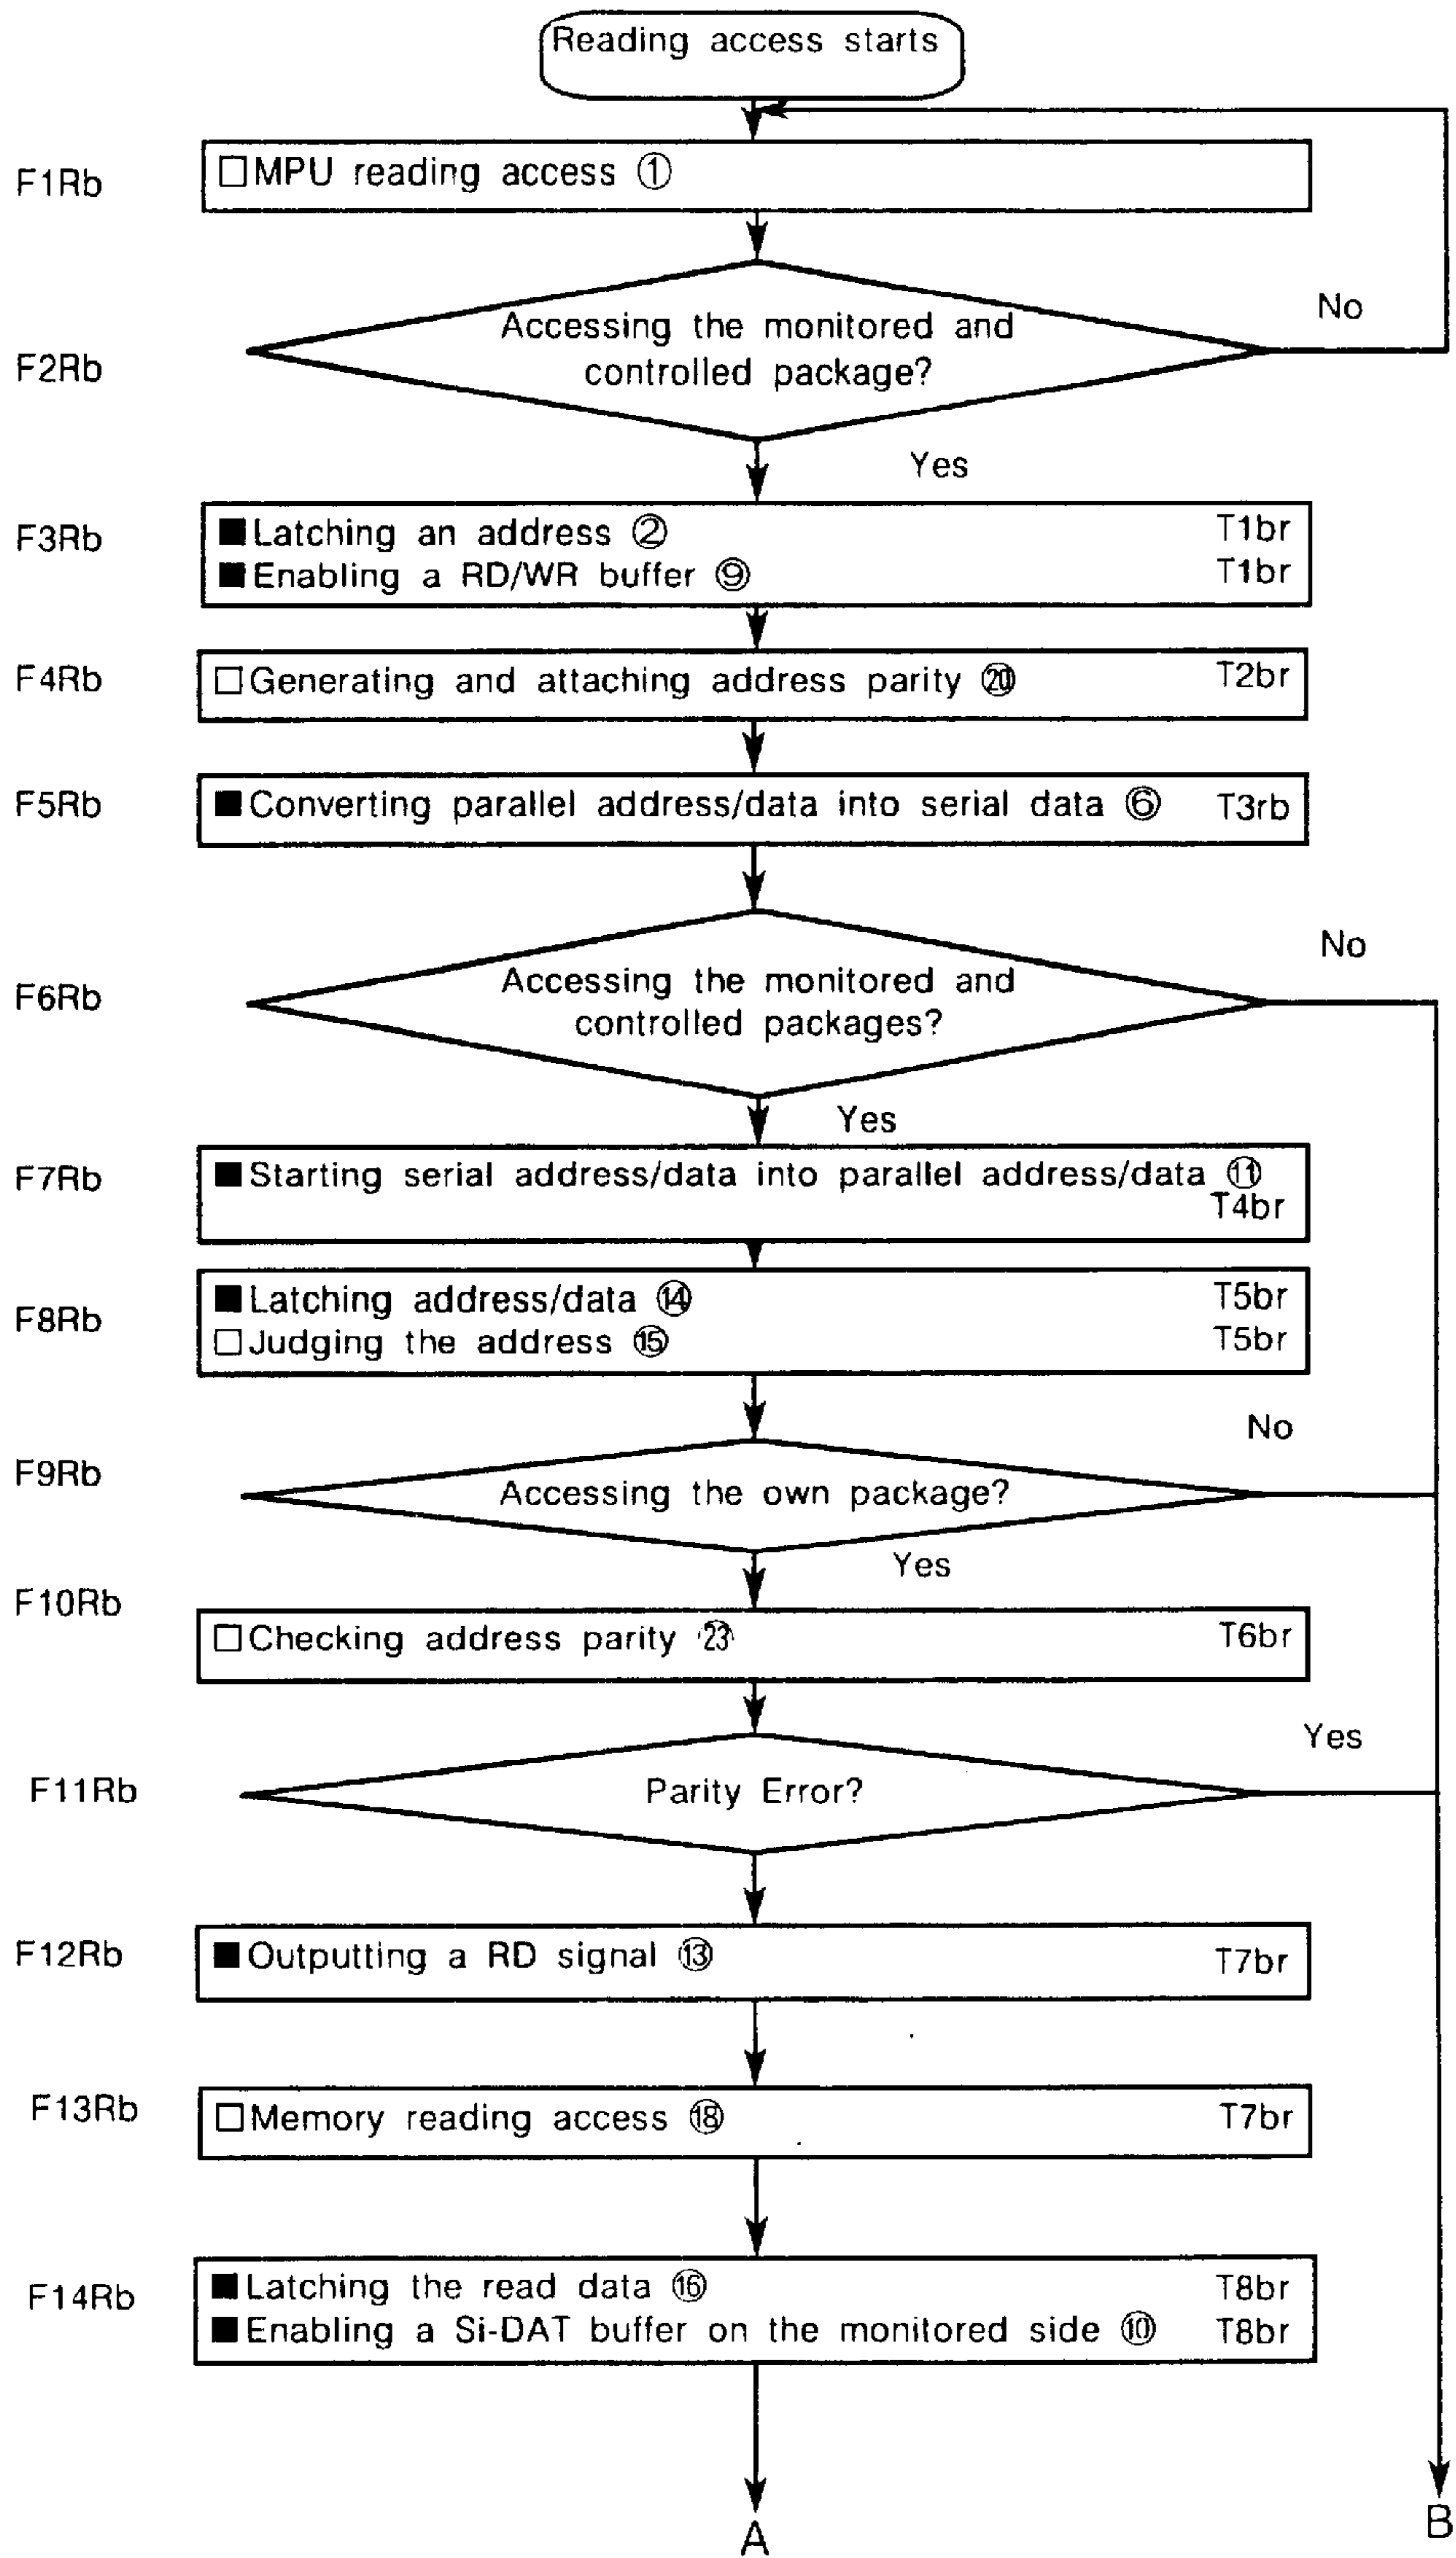 Reading access starts
F1Rb □MPU reading access ①
No
F2Rb Accessing the monitored and
controlled package?
Yes
F3Rb ■Latching an address ② T1br
■Enabling a RD/WR buffer ⑨ T1br
F4Rb □Generating and attaching address parity ⑳ T2br
F5Rb ■Converting parallel address/data into serial data ⑥ T3rb
No
F6Rb Accessing the monitored and
controlled packages?
Yes
F7Rb ■Starting serial address/data into parallel address/data ⑪
T4br
F8Rb ■Latching address/data ⑭ T5br
□Judging the address ⑮ T5br
No
F9Rb Accessing the own package?
Yes
F10Rb □Checking address parity ㉓ T6br
Yes
F11Rb Parity Error?
F12Rb ■Outputting a RD signal ⑬ T7br
F13Rb □Memory reading access ⑱ T7br
F14Rb ■Latching the read data ⑯ T8br
■Enabling a Si-DAT buffer on the monitored side ⑩ T8br
A B